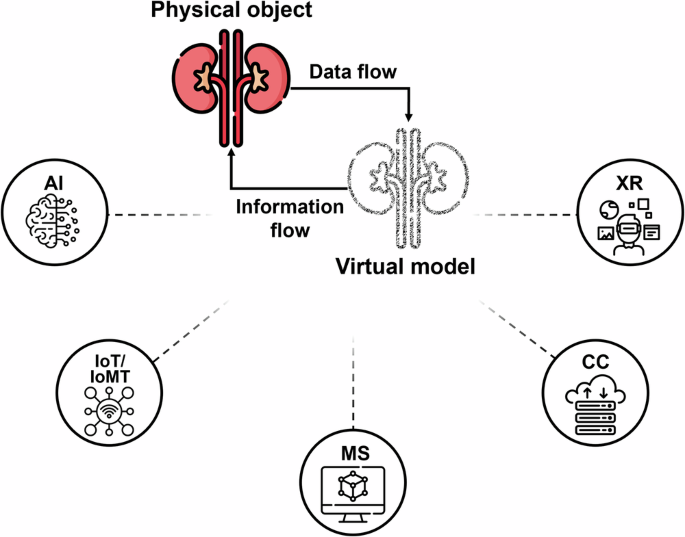 Physical object
Data flow
Information
flow
Virtual model
AI
XR
IoT/
IoMT
CC
MS